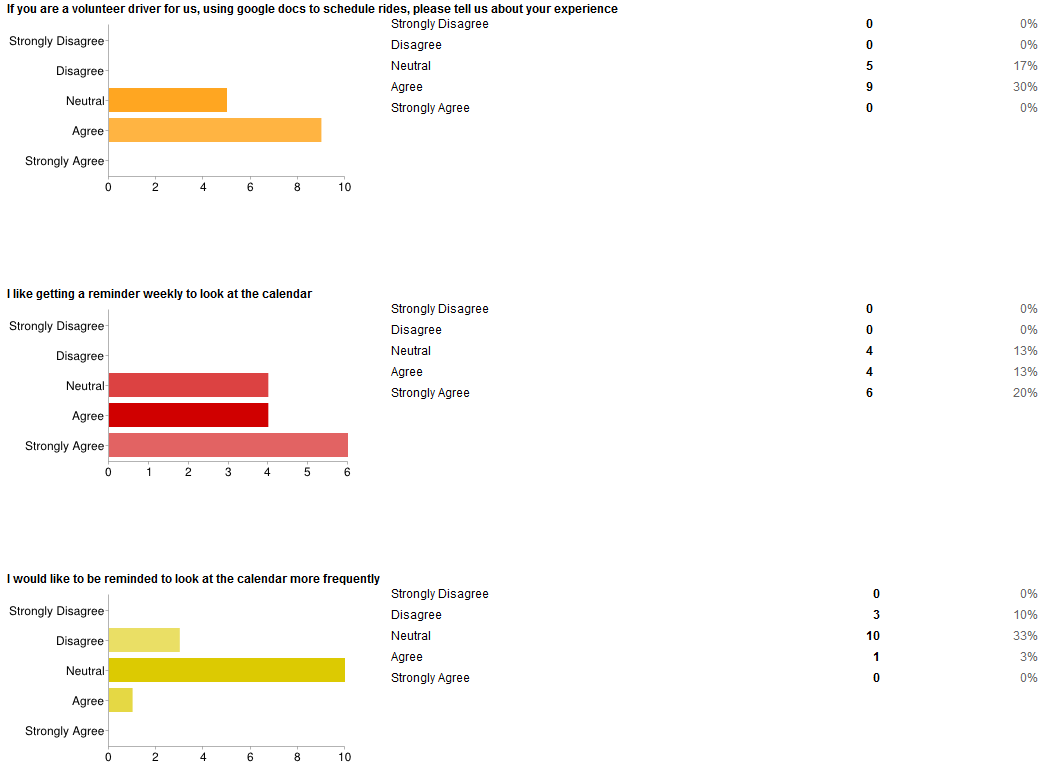 If you are a volunteer driver for us, using google docs to schedule rides, please tell us about your experience
Strongly Disagree
Disagree
Neutral
Agree
Strongly Agree
0 2 4 6 8 10
Strongly Disagree 0 0%
Disagree 0 0%
Neutral 5 17%
Agree 9 30%
Strongly Agree 0 0%
I like getting a reminder weekly to look at the calendar
Strongly Disagree
Disagree
Neutral
Agree
Strongly Agree
0 1 2 3 4 5 6
Strongly Disagree 0 0%
Disagree 0 0%
Neutral 4 13%
Agree 4 13%
Strongly Agree 6 20%
I would like to be reminded to look at the calendar more frequently
Strongly Disagree
Disagree
Neutral
Agree
Strongly Agree
0 2 4 6 8 10
Strongly Disagree 0 0%
Disagree 3 10%
Neutral 10 33%
Agree 1 3%
Strongly Agree 0 0%